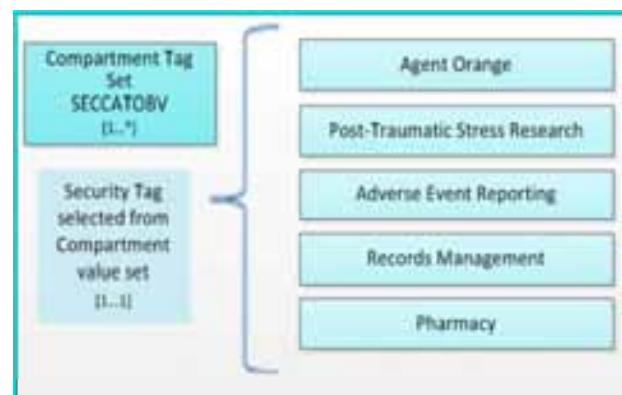 Compartment Tag
Set
SECCATOBV
[1...*]
Security Tag
selected from
Compartment
value set
[1...1]
Agent Orange
Post-Traumatic Stress Research
Adverse Event Reporting
Records Management
Pharmacy